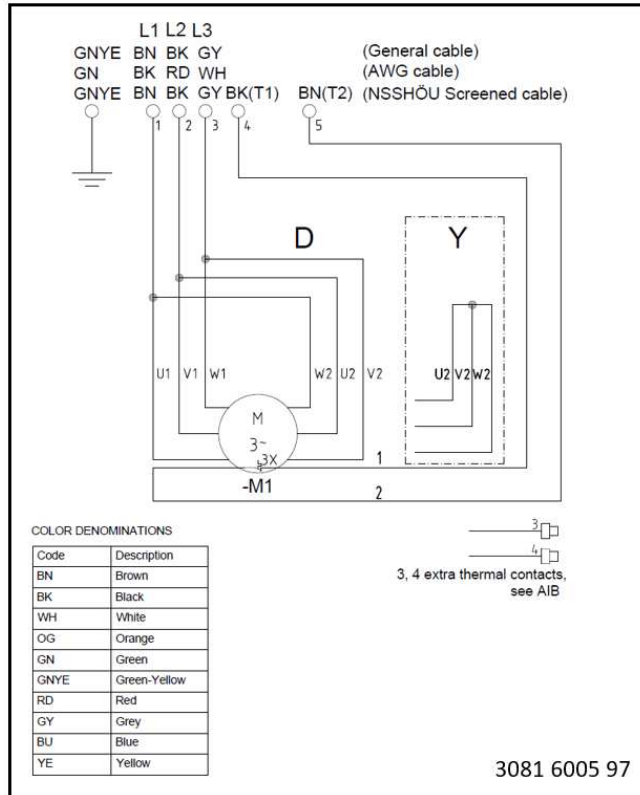 L1 L2 L3
GNYE BN BK GY (General cable)
GN BK RD WH (AWG cable)
GNYE BN BK GY BK(T1) BN(T2) (NSSHÖU Screened cable)
1 2 3 4 5
D Y
U1 V1 W1 W2 U2 V2 U2 V2 W2
M
3~
3X
1
-M1
2
COLOR DENOMINATIONS
Code Description
BN Brown
BK Black
WH White
OG Orange
GN Green
GNYE Green-Yellow
RD Red
GY Grey
BU Blue
YE Yellow
3
4
3, 4 extra thermal contacts,
see AIB
3081 6005 97